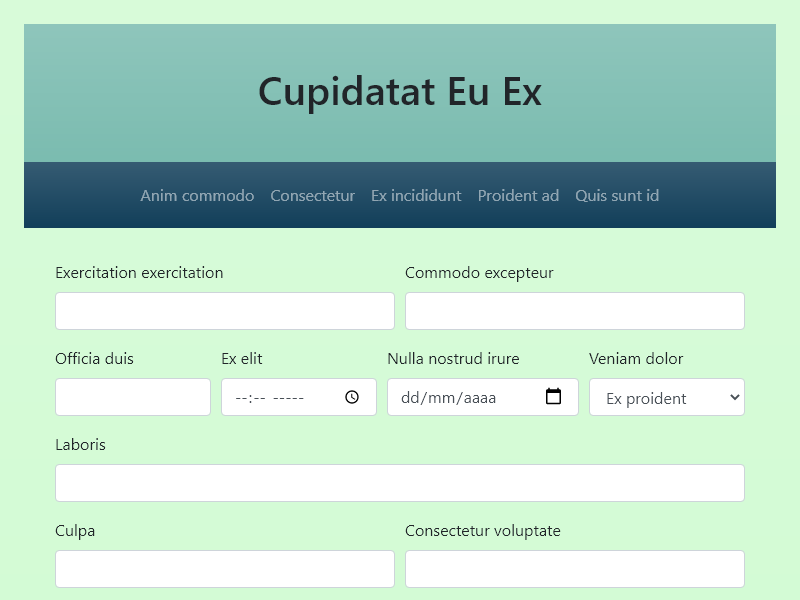 Cupidatat Eu Ex
Anim commodo Consectetur Ex incididunt Proident ad Quis sunt id
Exercitation exercitation Commodo excepteur
Officia duis Ex elit Nulla nostrud irure Veniam dolor
--:-- ----- dd/mm/aaaa Ex proident
Laboris
Culpa Consectetur voluptate